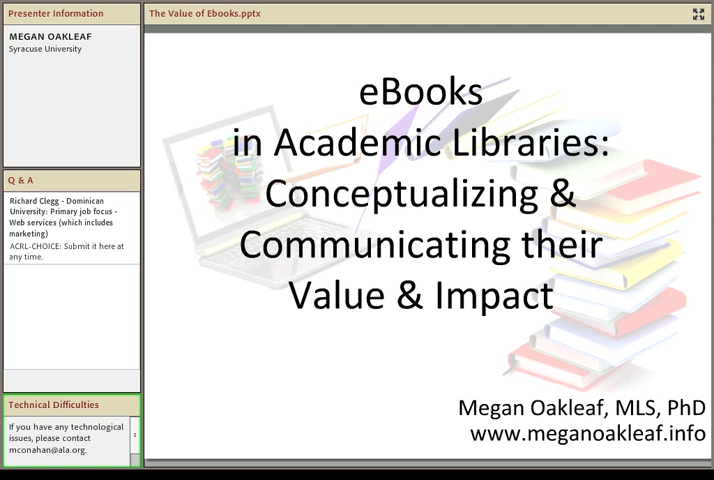 Presenter Information
MEGAN OAKLEAF
Syracuse University
Q & A
Richard Clegg - Dominican
University: Primary job focus -
Web services (which includes
marketing)
ACRL-CHOICE: Submit it here at
any time.
Technical Difficulties
If you have any technological
issues, please contact
mconahan@ala.org.
The Value of Ebooks.pptx
eBooks
in Academic Libraries:
Conceptualizing &
Communicating their
Value & Impact
Megan Oakleaf, MLS, PhD
www.meganoakleaf.info